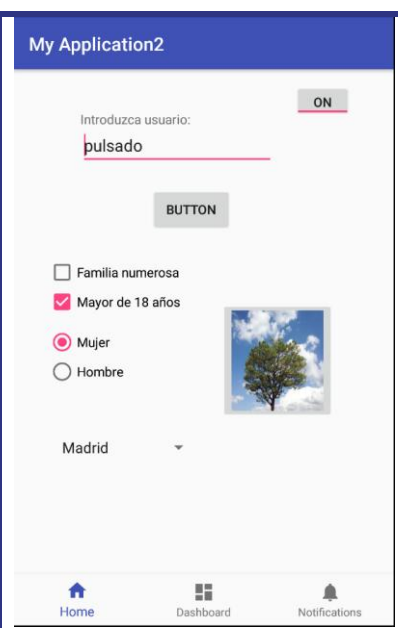 My Application2
ON
Introduzca usuario:
pulsado
BUTTON
Familia numerosa
Mayor de 18 años
Mujer
Hombre
Madrid
Home Dashboard Notifications